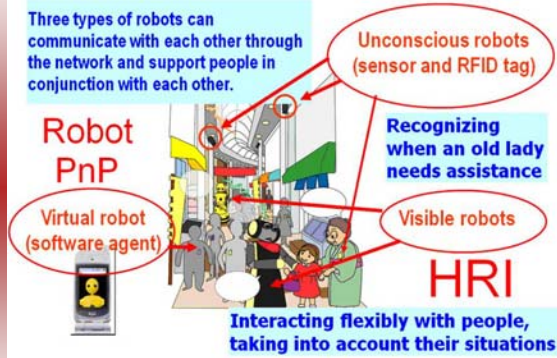 Three types of robots can
communicate with each other through
the network and support people in
conjunction with each other.
Unconscious robots
(sensor and RFID tag)
Robot
PnP
Recognizing
when an old lady
needs assistance
Virtual robot
(software agent)
Visible robots
HRI
Interacting flexibly with people,
taking into account their situations